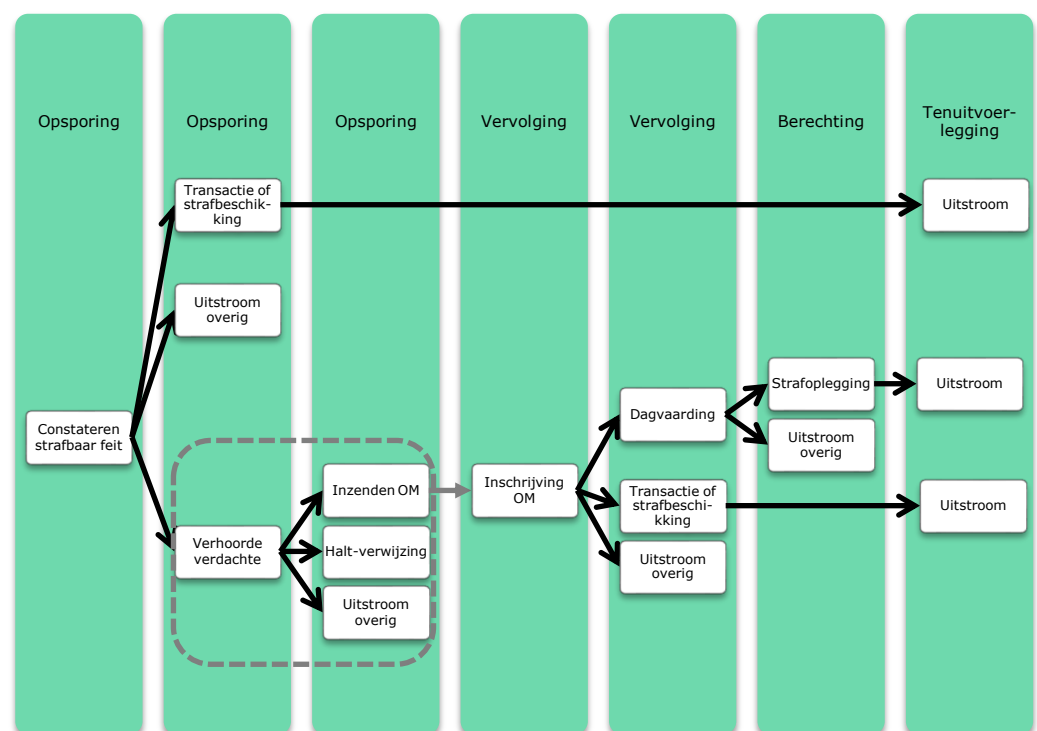 Opsporing
Opsporing
Opsporing
Vervolging
Vervolging
Berechting
Tenuitvoer-
legging
Transactie of
strafbeschik-
king
Uitstroom
Uitstroom
overig
Constateren
strafbaar feit
Verhoorde
verdachte
Inzenden OM
Halt-verwijzing
Uitstroom
overig
Inschrijving
OM
Dagvaarding
Transactie of
strafbeschi-
kking
Uitstroom
overig
Strafoplegging
Uitstroom
overig
Uitstroom
Uitstroom